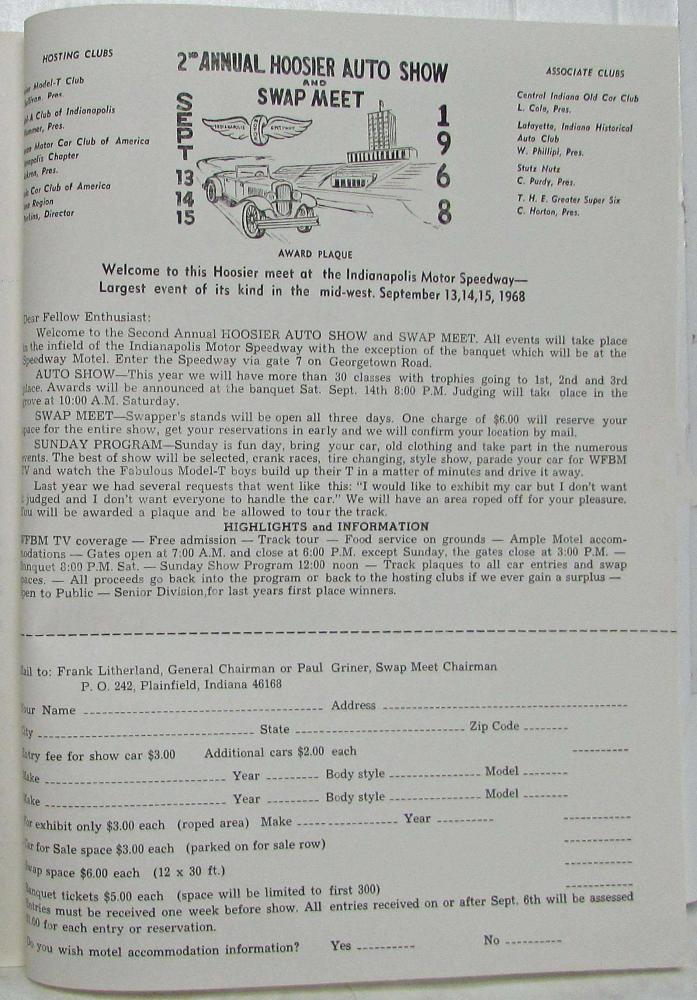 HOSTING CLUBS
Model-T Club
Pres.
A Club of Indianapolis
Pres.
Motor Car Club of America
Chapter
Pres.
Car Club of America
Region
Director
2ND ANNUAL HOOSIER AUTO SHOW
AND
SWAP MEET
SEPT
13
14
15
INDIANAPOLIS SPEEDWAY
1968
AWARD PLAQUE
ASSOCIATE CLUBS
Central Indiana Old Car Club
L. Cole, Pres.
Lafayette, Indiana Historical
Auto Club
W. Phillipi, Pres.
Stutz Nutz
C. Purdy, Pres.
T. H. E. Greater Super Six
C. Horton, Pres.
Welcome to this Hoosier meet at the Indianapolis Motor Speedway—
Largest event of its kind in the mid-west. September 13,14,15, 1968
Dear Fellow Enthusiast:
Welcome to the Second Annual HOOSIER AUTO SHOW and SWAP MEET. All events will take place
in the infield of the Indianapolis Motor Speedway with the exception of the banquet which will be at the
Speedway Motel. Enter the Speedway via gate 7 on Georgetown Road.
AUTO SHOW—This year we will have more than 30 classes with trophies going to 1st, 2nd and 3rd
place. Awards will be announced at the banquet Sat. Sept. 14th 8:00 P.M. Judging will take place in the
grove at 10:00 A.M. Saturday.
SWAP MEET—Swapper's stands will be open all three days. One charge of $6.00 will reserve your
space for the entire show, get your reservations in early and we will confirm your location by mail.
SUNDAY PROGRAM—Sunday is fun day, bring your car, old clothing and take part in the numerous
events. The best of show will be selected, crank races, tire changing, style show, parade your car for WFBM
TV and watch the Fabulous Model-T boys build up their T in a matter of minutes and drive it away.
Last year we had several requests that went like this: "I would to exhibit my car but I don't want
it judged and I don't want everyone to handle the car." We will have an area roped off for your pleasure.
You will be awarded a plaque and be allowed to tour the track.
HIGHLIGHTS and INFORMATION
WFBM TV coverage — Free admission — Track tour — Food service on grounds — Ample Motel accom-
modations — Gates open at 7:00 A.M. and close at 6:00 P.M. except Sunday, the gates close at 3:00 P.M. —
Banquet 8:00 P.M. Sat. — Sunday Show Program 12:00 noon — Track plaques to all car entries and swap
spaces. — All proceeds go back into the program or back to the hosting clubs if we ever gain a surplus —
Open to Public — Senior Division,for last years first place winners.
Mail to: Frank Litherland, General Chairman or Paul Griner, Swap Meet Chairman
P. O. 242, Plainfield, Indiana 46168
Your Name Address
City State Zip Code
Entry fee for show car $3.00 Additional cars $2.00 each
Make Year Body style Model
Make Year Body style Model
For exhibit only $3.00 each (roped area) Make Year
Car for Sale space $3.00 each (parked on for sale row)
Swap space $6.00 each (12 x 30 ft.)
Banquet tickets $5.00 each (space will be limited to first 300)
Entries must be received one week before show. All entries received on or after Sept. 6th will be assessed
$1.00 for each entry or reservation.
Do you wish motel accommodation information? Yes No